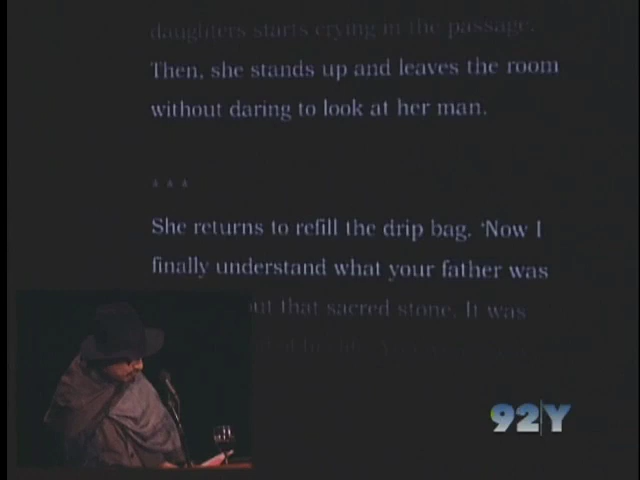 daughters starts crying in the passage.
Then, she stands up and leaves the room
without daring to look at her man.
* * *
She returns to refill the drip bag. ‘Now I
finally understand what your father was
that sacred stone. It was
92Y